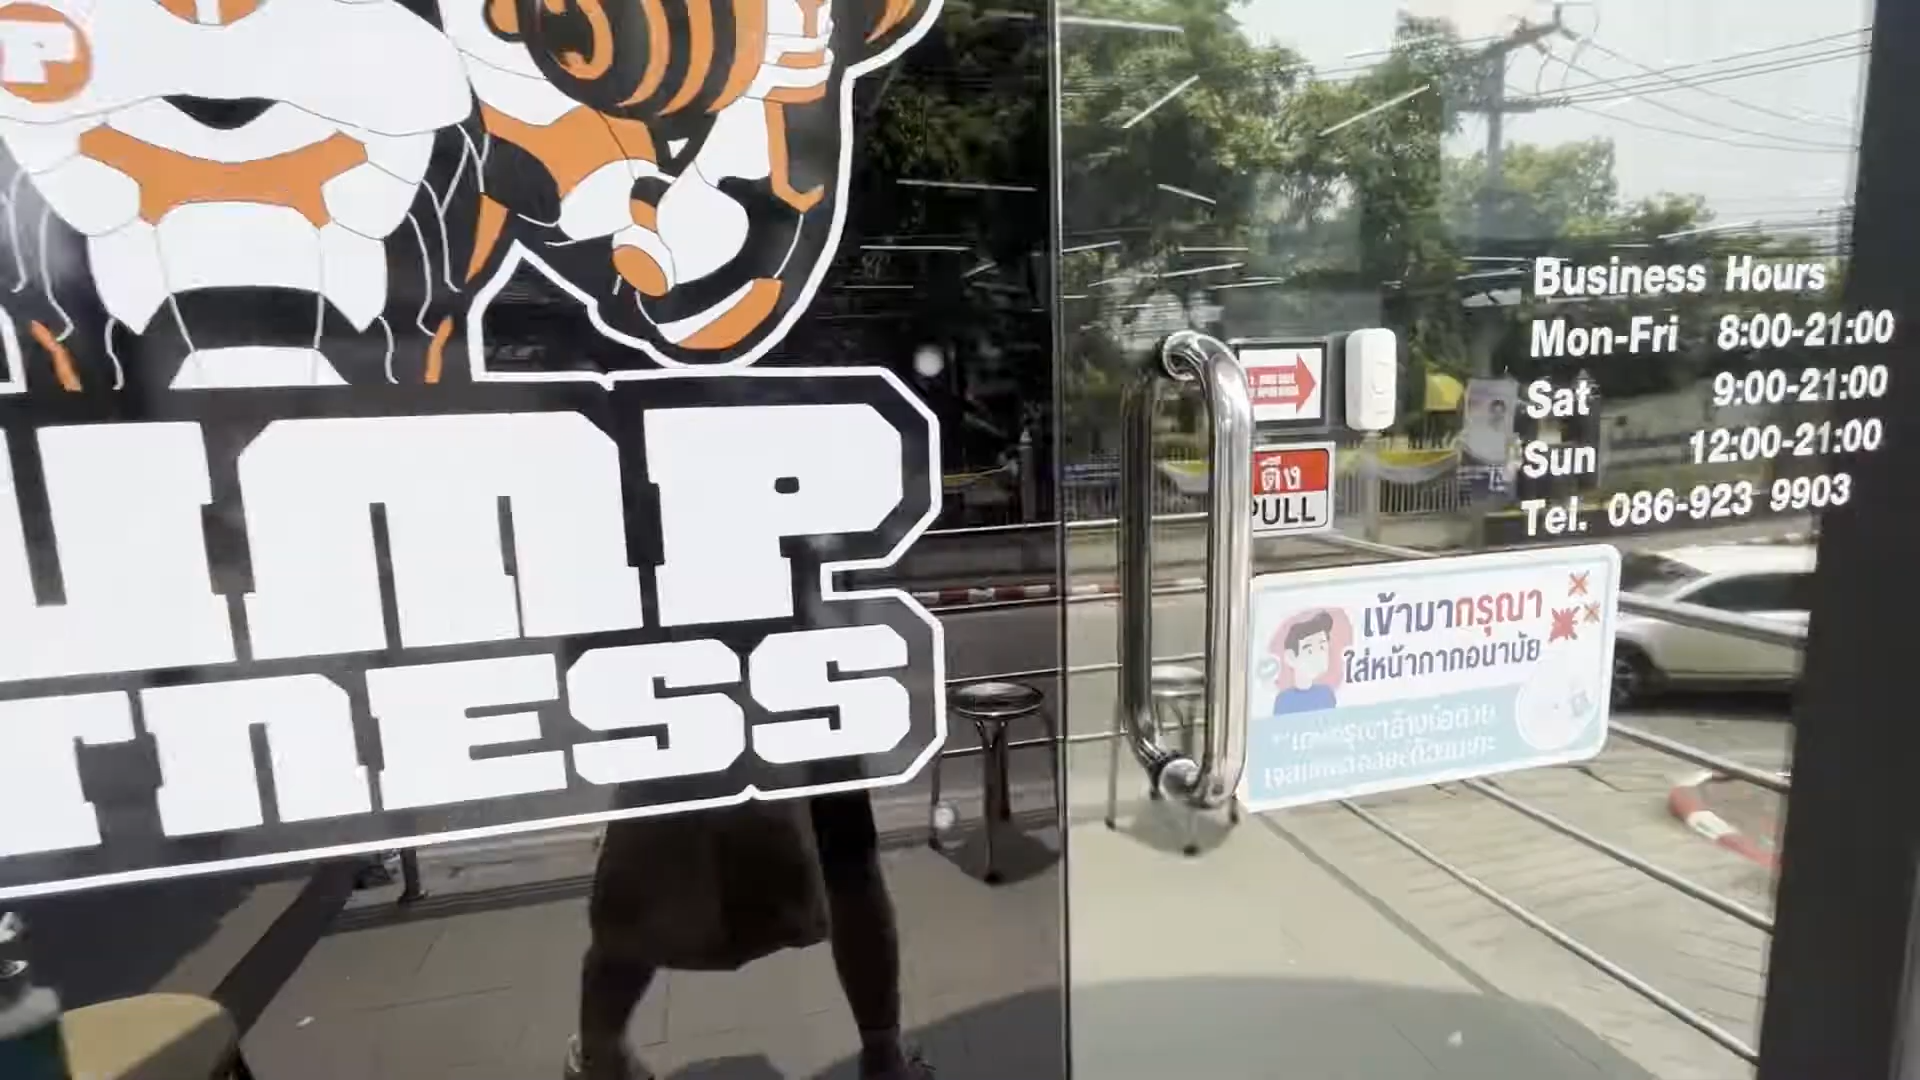 P
UMP
TNESS
Business Hours
Mon-Fri 8:00-21:00
Sat 9:00-21:00
Sun 12:00-21:00
Tel. 086-923 9903
ดึง
PULL
เข้ามากรุณา
ใส่หน้ากากอนามัย